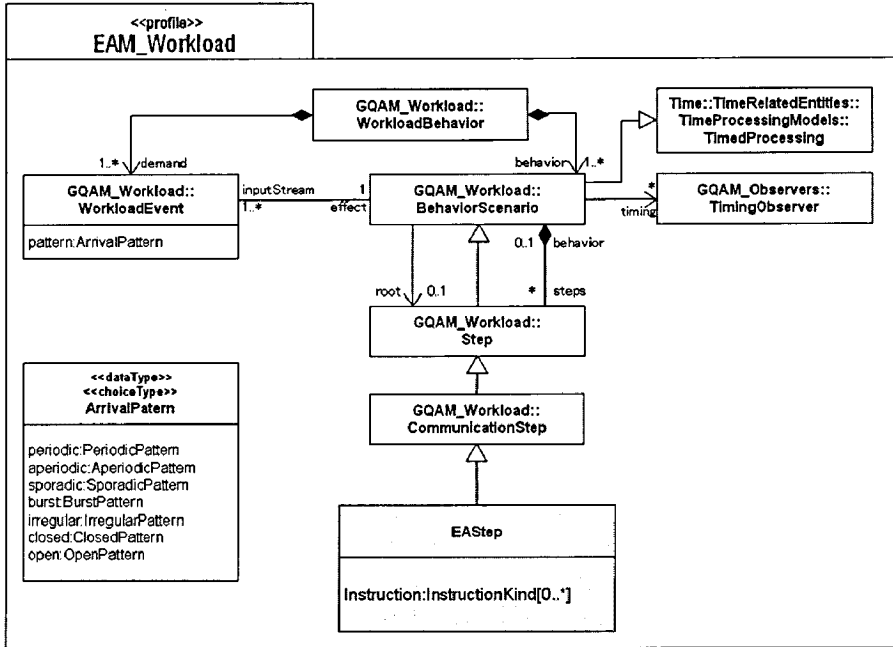 <<profile>>
EAM_Workload
GQAM_Workload::
WorkloadBehavior
Time::TimeRelatedEntities::
TimeProcessingModels::
TimedProcessing
1..*
demand
behavior
1..*
GQAM_Workload::
WorkloadEvent
pattern:ArrivalPattern
inputStream
1
1..*
effect
GQAM_Workload::
BehaviorScenario
*
timing
GQAM_Observers::
TimingObserver
0..1
behavior
root
0..1
*
steps
GQAM_Workload::
Step
<<dataType>>
<<choiceType>>
ArrivalPatern
periodic:PeriodicPattern
aperiodic:AperiodicPattern
sporadic:SporadicPattern
burst:BurstPattern
irregular:IrregularPattern
closed:ClosedPattern
open:OpenPattern
GQAM_Workload::
CommunicationStep
EAStep
Instruction:InstructionKind[0..*]